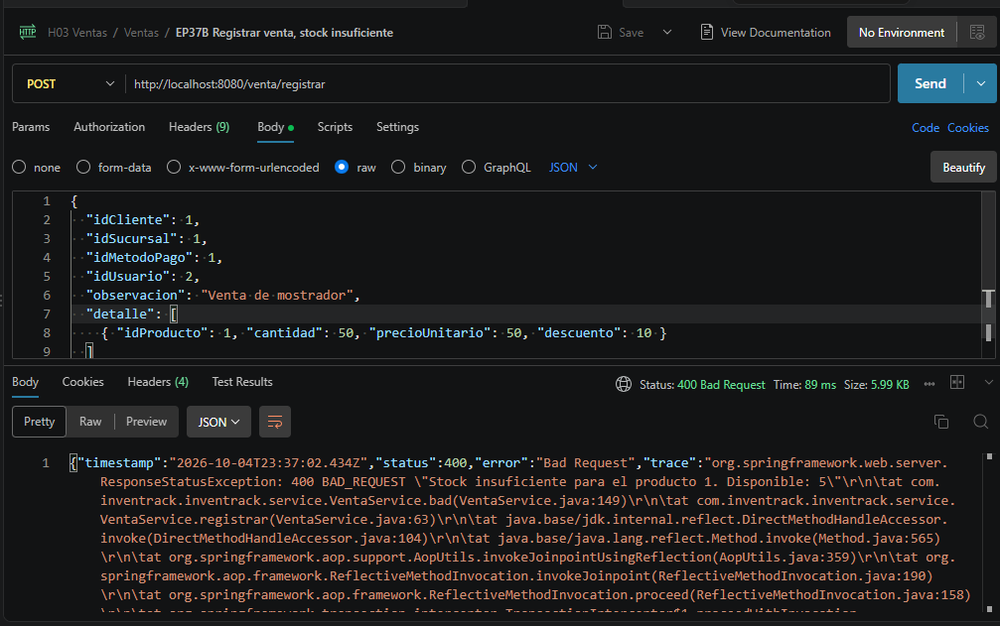 HTTP H03 Ventas / Ventas / EP37B Registrar venta, stock insuficiente Save View Documentation No Environment
POST http://localhost:8080/venta/registrar Send
Params Authorization Headers (9) Body Scripts Settings Code Cookies
none form-data x-www-form-urlencoded raw binary GraphQL JSON Beautify
1 {
2 "idCliente": 1,
3 "idSucursal": 1,
4 "idMetodoPago": 1,
5 "idUsuario": 2,
6 "observacion": "Venta de mostrador",
7 "detalle": [
8 { "idProducto": 1, "cantidad": 50, "precioUnitario": 50, "descuento": 10 }
9 ]
Body Cookies Headers (4) Test Results Status: 400 Bad Request Time: 89 ms Size: 5.99 KB
Pretty Raw Preview JSON
1 {"timestamp":"2026-10-04T23:37:02.434Z","status":400,"error":"Bad Request","trace":"org.springframework.web.server.
ResponseStatusException: 400 BAD_REQUEST \"Stock insuficiente para el producto 1. Disponible: 5\"\r\n\tat com.
inventrack.inventrack.service.VentaService.bad(VentaService.java:149)\r\n\tat com.inventrack.inventrack.service.
VentaService.registrar(VentaService.java:63)\r\n\tat java.base/jdk.internal.reflect.DirectMethodHandleAccessor.
invoke(DirectMethodHandleAccessor.java:104)\r\n\tat java.base/java.lang.reflect.Method.invoke(Method.java:565)
\r\n\tat org.springframework.aop.support.AopUtils.invokeJoinpointUsingReflection(AopUtils.java:359)\r\n\tat org.
springframework.aop.framework.ReflectiveMethodInvocation.invokeJoinpoint(ReflectiveMethodInvocation.java:190)
\r\n\tat org.springframework.aop.framework.ReflectiveMethodInvocation.proceed(ReflectiveMethodInvocation.java:158)